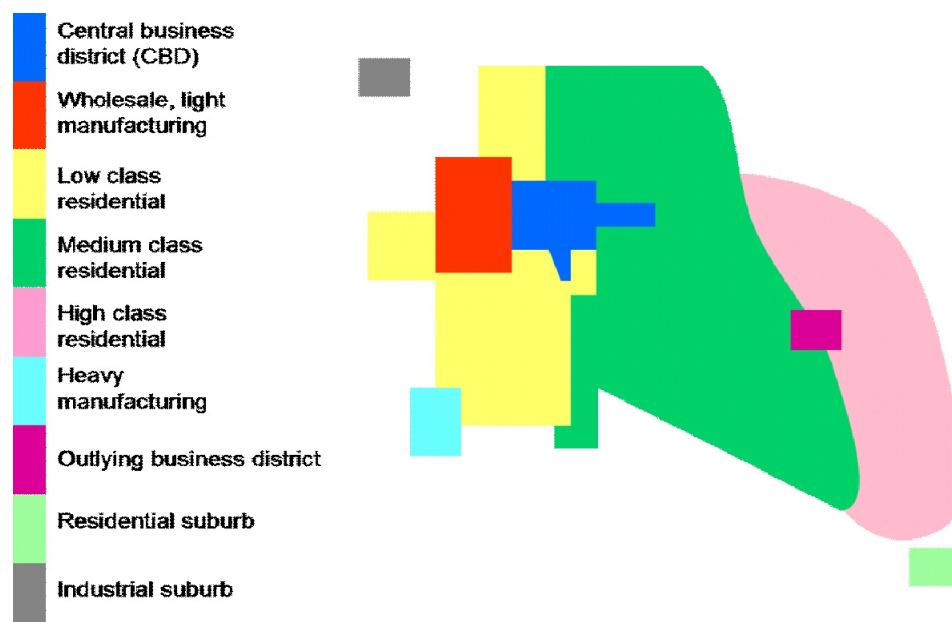 Central business
district (CBD)
Wholesale, light
manufacturing
Low class
residential
Medium class
residential
High class
residential
Heavy
manufacturing
Outlying business district
Residential suburb
Industrial suburb